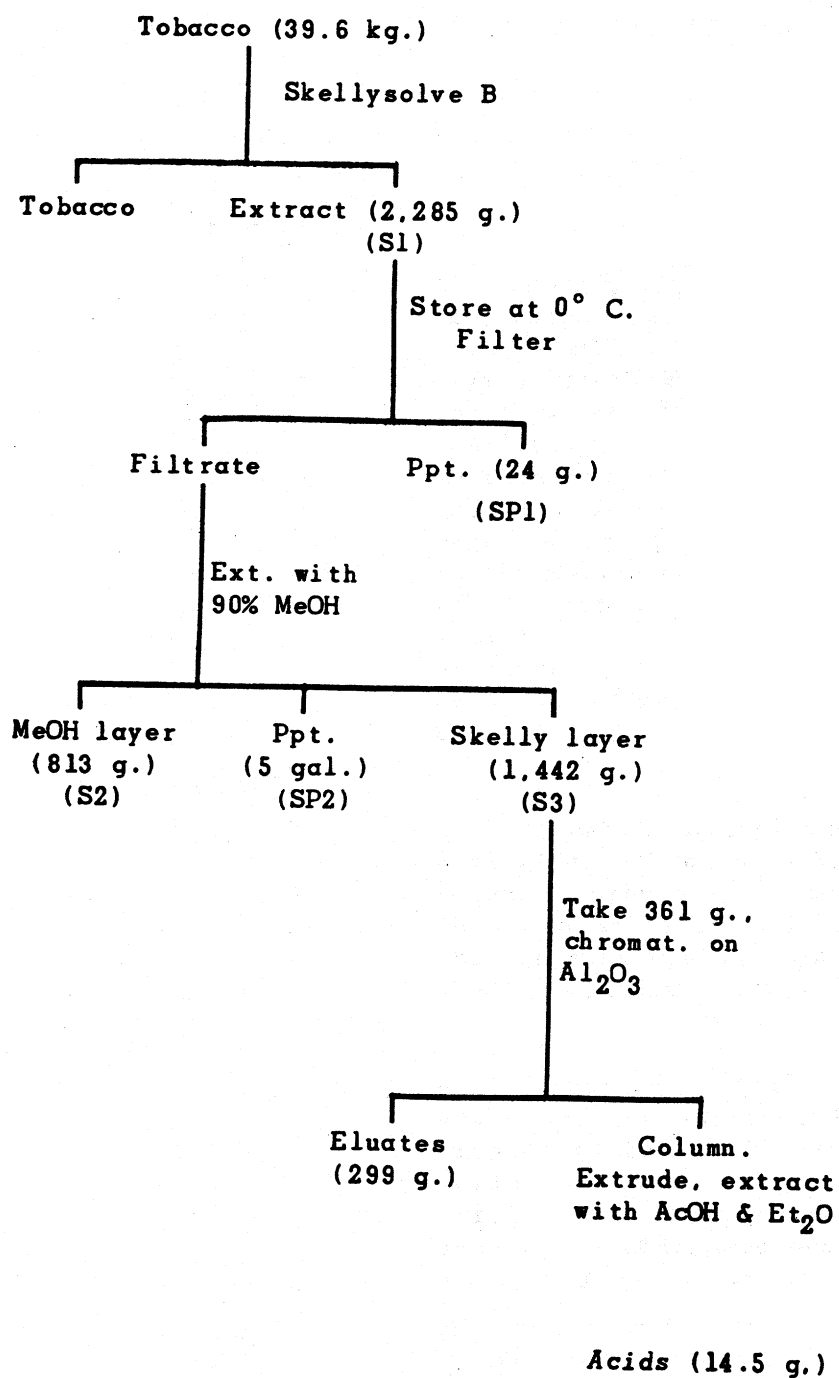 Tobacco (39.6 kg.)
Skellysolve B
Tobacco
Extract (2,285 g.)
(S1)
Store at 0° C.
Filter
Filtrate
Ppt. (24 g.)
(SP1)
Ext. with
90% MeOH
MeOH layer
(813 g.)
(S2)
Ppt.
(5 gal.)
(SP2)
Skelly layer
(1,442 g.)
(S3)
Take 361 g.,
chromat. on
Al₂O₃
Eluates
(299 g.)
Column.
Extrude, extract
with AcOH & Et₂O
Acids (14.5 g.)